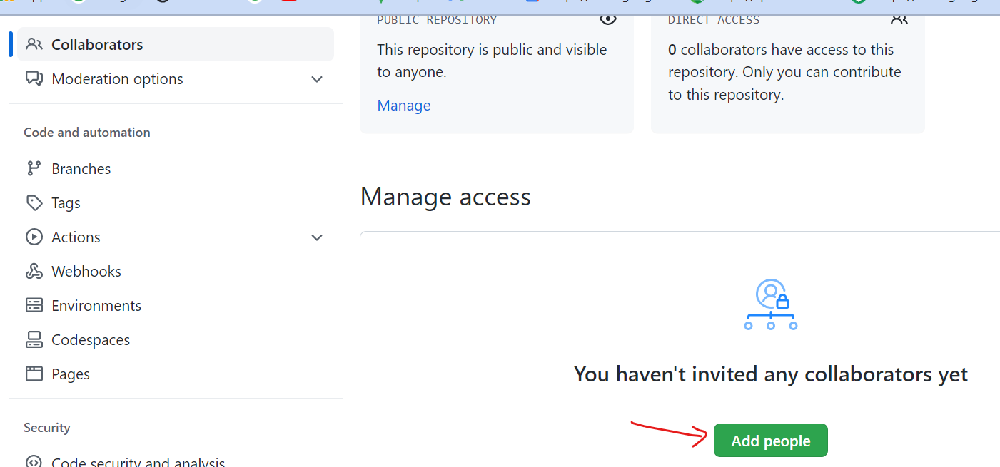 Collaborators
Moderation options
Code and automation
Branches
Tags
Actions
Webhooks
Environments
Codespaces
Pages
Security
Code security and analysis
PUBLIC REPOSITORY
This repository is public and visible
to anyone.
Manage
DIRECT ACCESS
0 collaborators have access to this
repository. Only you can contribute
to this repository.
Manage access
You haven't invited any collaborators yet
Add people